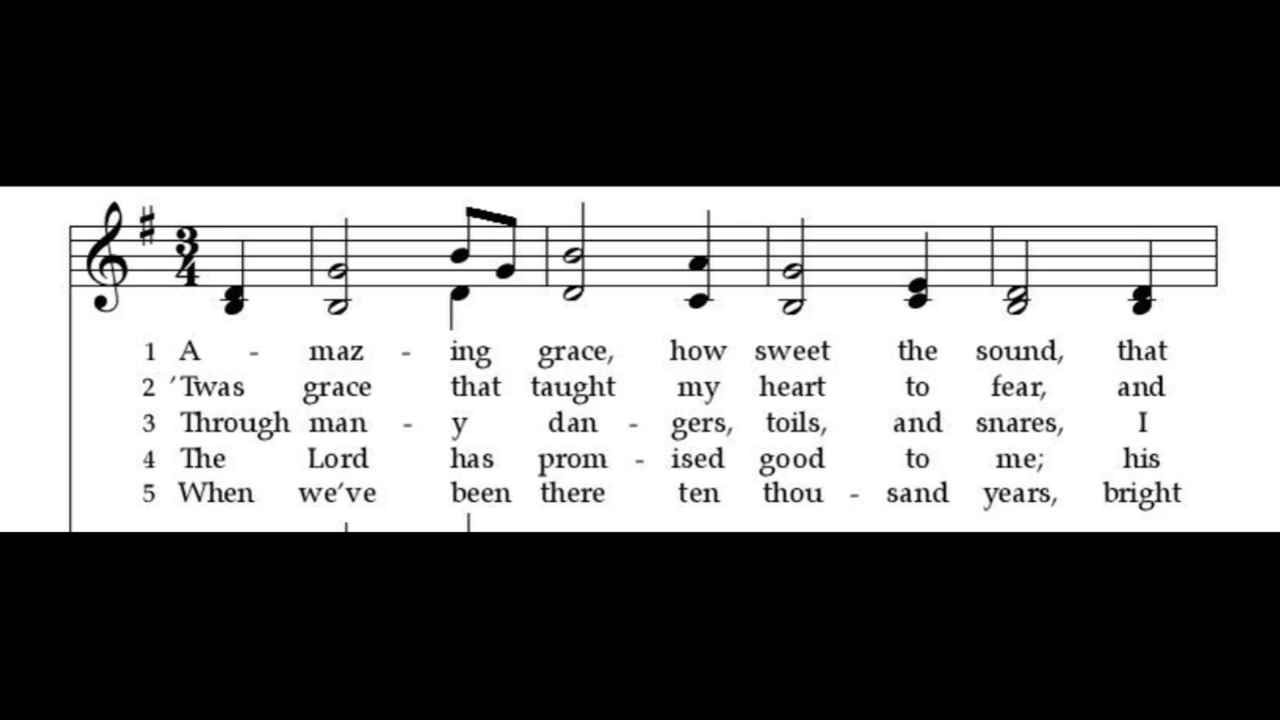 3
4
1 A - maz - ing grace, how sweet the sound, that
2 ′Twas grace that taught my heart to fear, and
3 Through man - y dan - gers, toils, and snares, I
4 The Lord has prom - ised good to me; his
5 When we′ve been there ten thou - sand years, bright